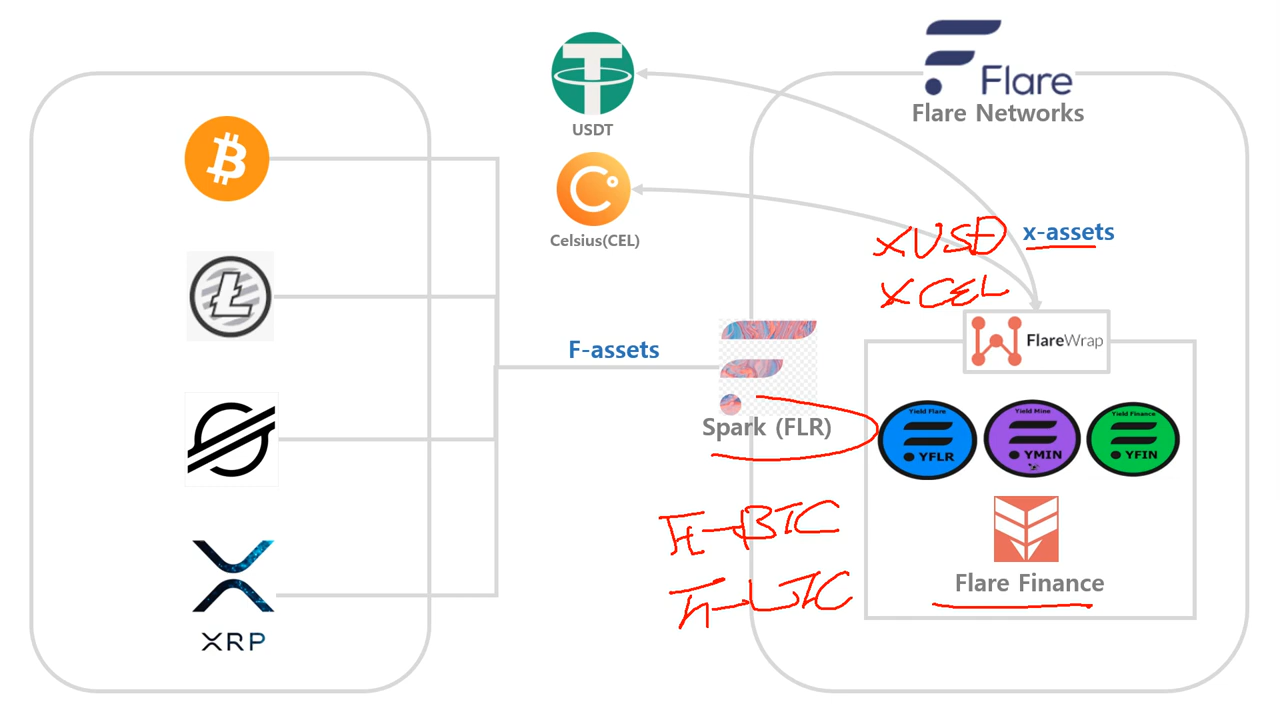 Flare
Flare Networks
USDT
Celsius(CEL)
XUSD
x-assets
XCEL
FlareWrap
F-assets
Spark (FLR)
Yield Flare
YFLR
Yield Mine
YMIN
Yield Finance
YFIN
F-BTC
F-LTC
Flare Finance
XRP